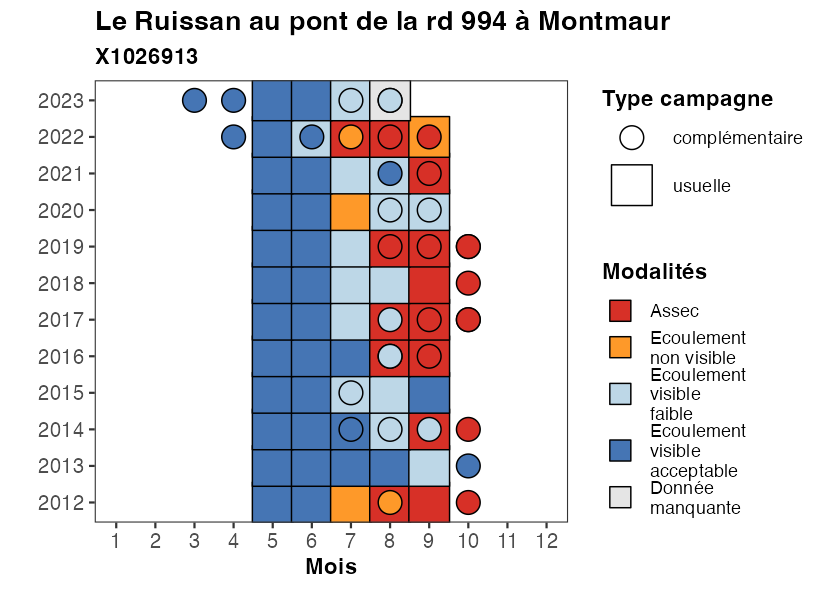 Le Ruissan au pont de la rd 994 à Montmaur
X1026913
2023
2022
2021
2020
2019
2018
2017
2016
2015
2014
2013
2012
1 2 3 4 5 6 7 8 9 10 11 12
Mois
Type campagne
complémentaire
usuelle
Modalités
Assec
Ecoulement
non visible
Ecoulement
visible
faible
Ecoulement
visible
acceptable
Donnée
manquante